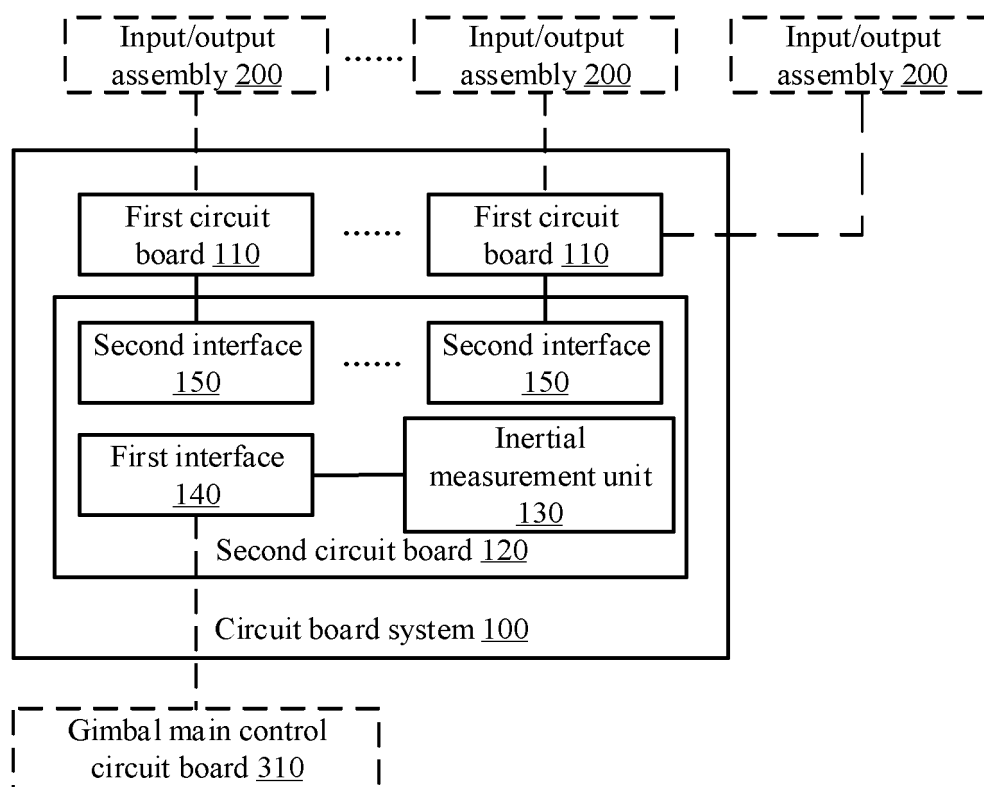 Input/output
assembly 200
......
Input/output
assembly 200
Input/output
assembly 200
First circuit
board 110
......
First circuit
board 110
Second interface
150
......
Second interface
150
First interface
140
Inertial
measurement unit
130
Second circuit board 120
Circuit board system 100
Gimbal main control
circuit board 310